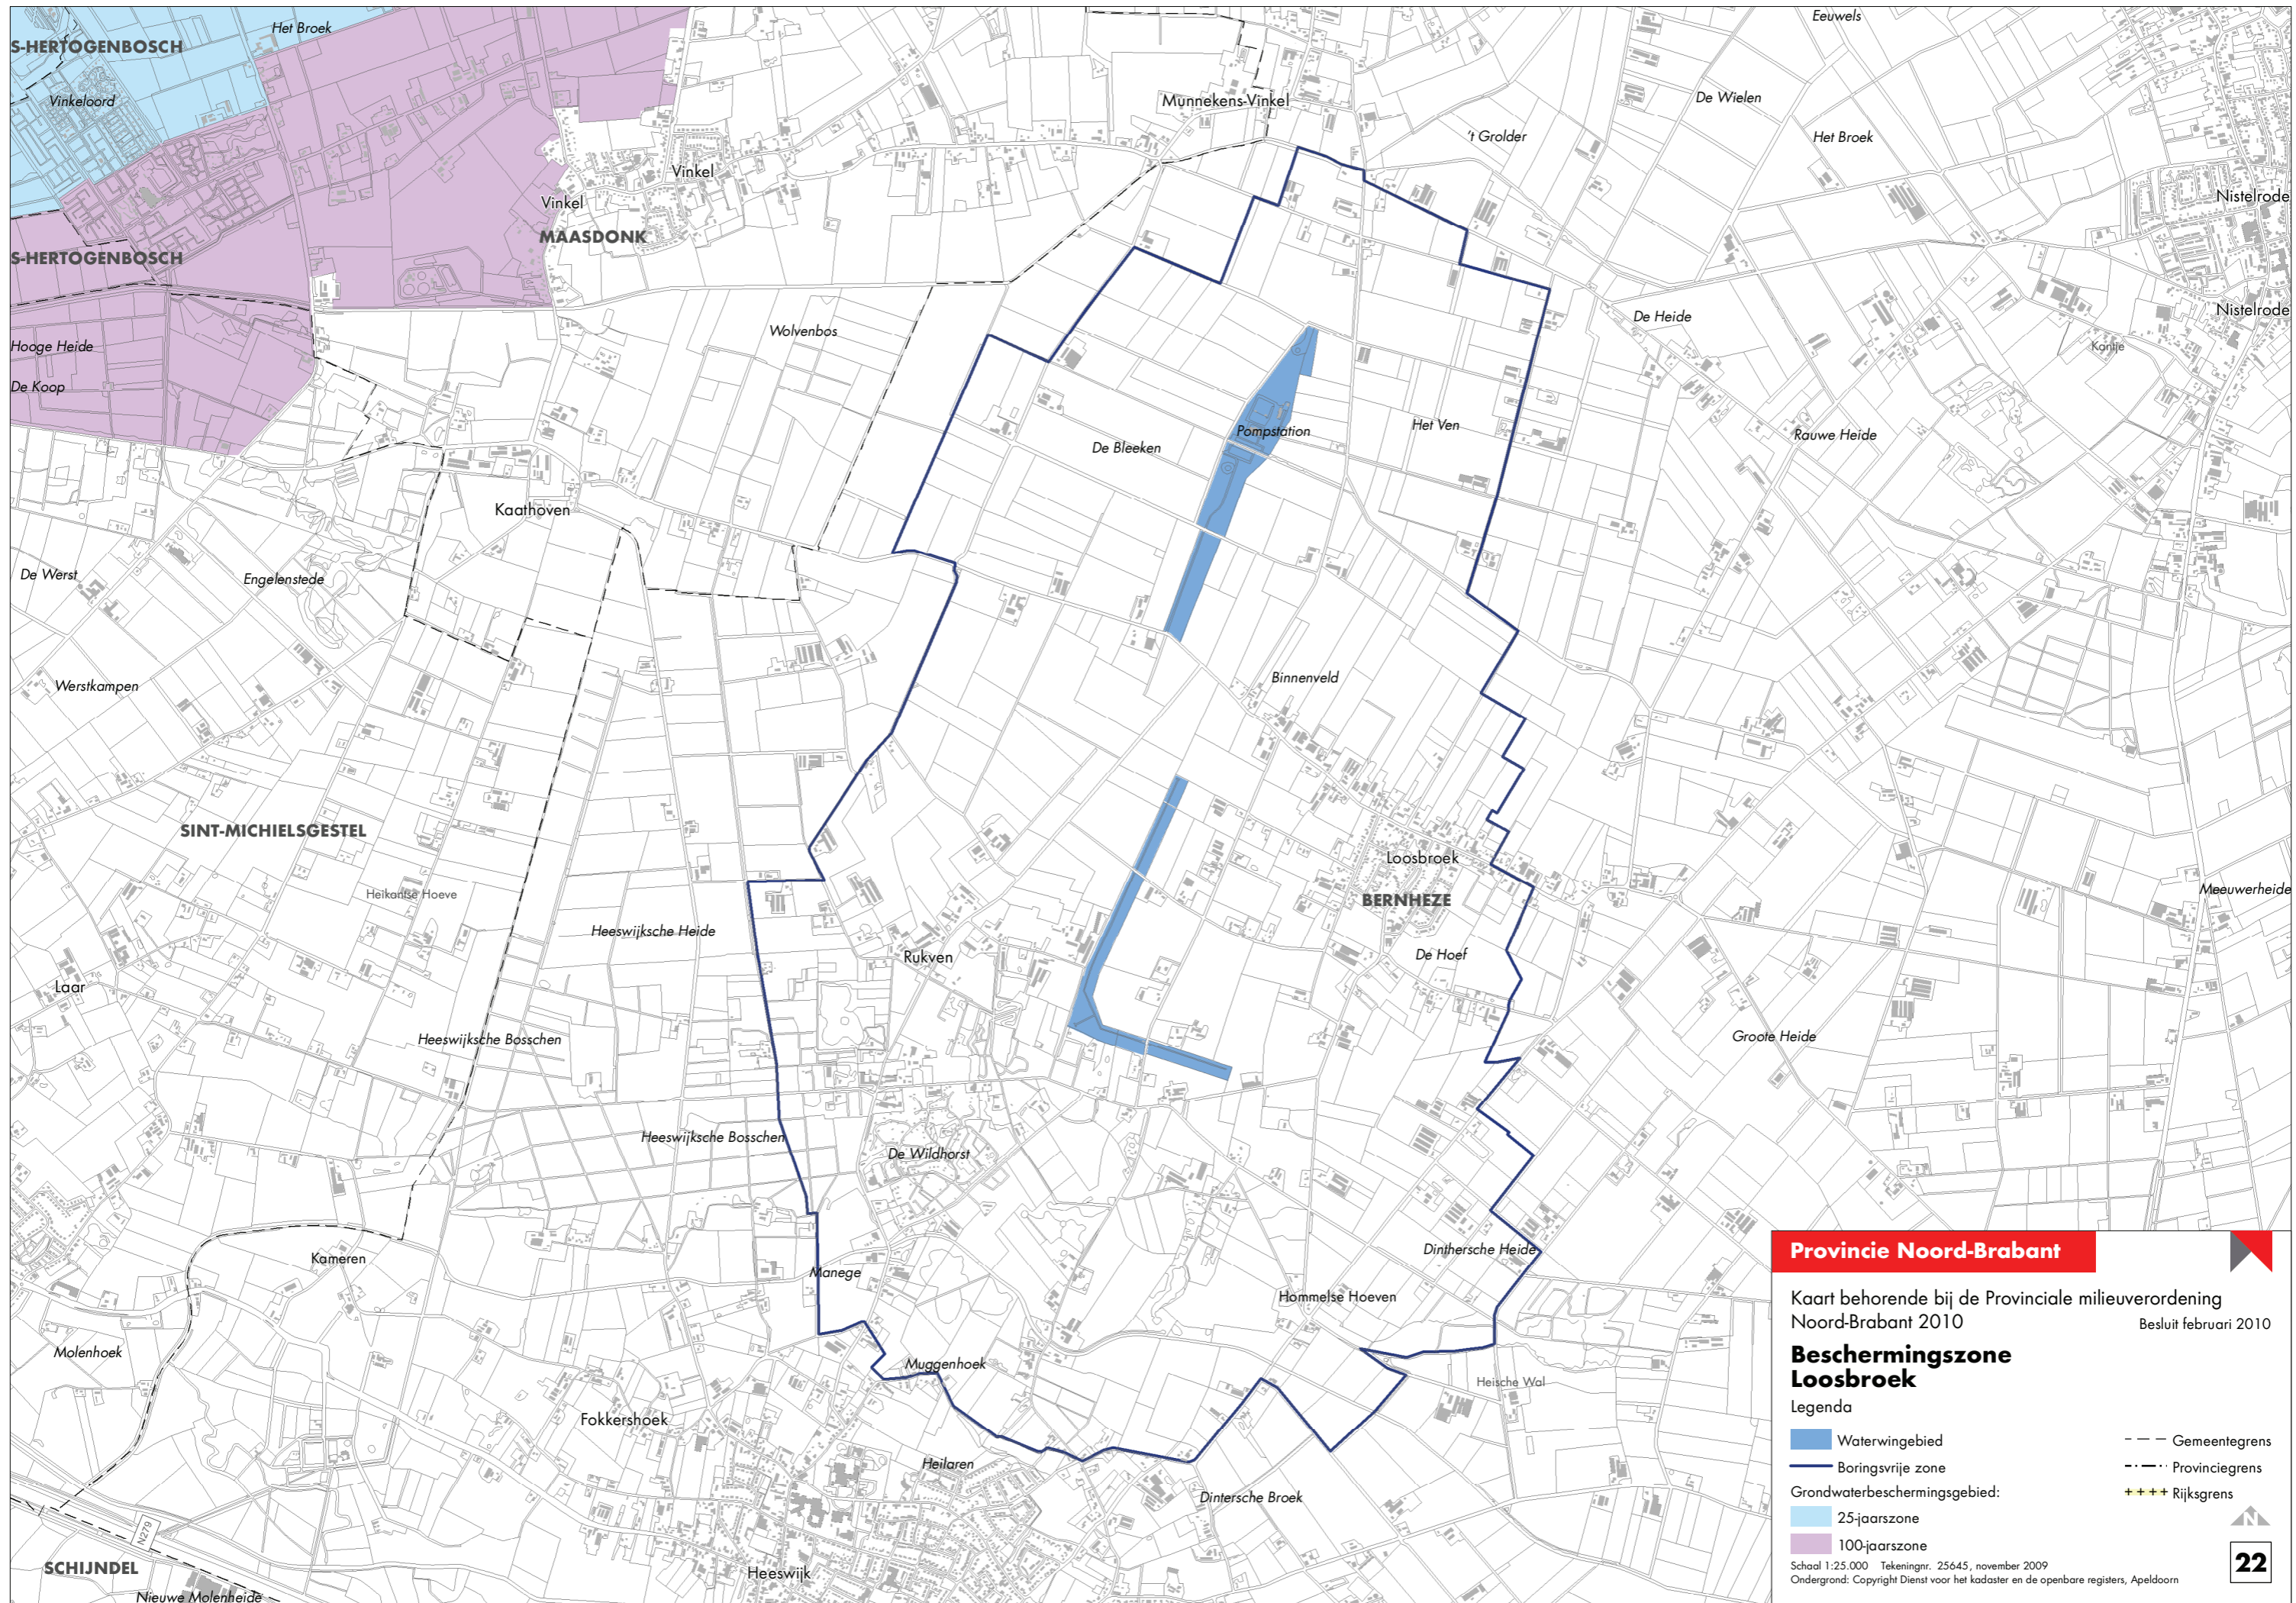 Het Broek
Eeuwels
S-HERTOGENBOSCH
Vinkeloord
Munnekens-Vinkel
De Wielen
't Grolder
Het Broek
Vinkel
Nistelrode
Vinkel
MAASDONK
S-HERTOGENBOSCH
Nistelrode
De Heide
Wolvenbos
Hooge Heide
Kantje
De Koop
Het Ven
Pompstation
Rauwe Heide
De Bleeken
Kaathoven
De Werst
Engelenstede
Binnenveld
Werstkampen
SINT-MICHIELSGESTEL
Loosbroek
Meeuwerheide
Heikantse Hoeve
BERNHEZE
Heeswijksche Heide
De Hoef
Rukven
Laar
Groote Heide
Heeswijksche Bosschen
Heeswijksche Bosschen
De Wildhorst
Dinthersche Heide
Kameren
Manege
Hommelse Hoeven
Molenhoek
Muggenhoek
Heische Wal
Fokkershoek
Heilaren
Dintersche Broek
N279
SCHIJNDEL
Heeswijk
Nieuwe Molenheide
Provincie Noord-Brabant
Kaart behorende bij de Provinciale milieuverordening
Noord-Brabant 2010 Besluit februari 2010
Beschermingszone
Loosbroek
Legenda
Waterwingebied
Gemeentegrens
Boringsvrije zone
Provinciegrens
Grondwaterbeschermingsgebied:
Rijksgrens
25-jaarszone
N
100-jaarszone
Schaal 1:25.000 Tekeningnr. 25645, november 2009
Ondergrond: Copyright Dienst voor het kadaster en de openbare registers, Apeldoorn
22